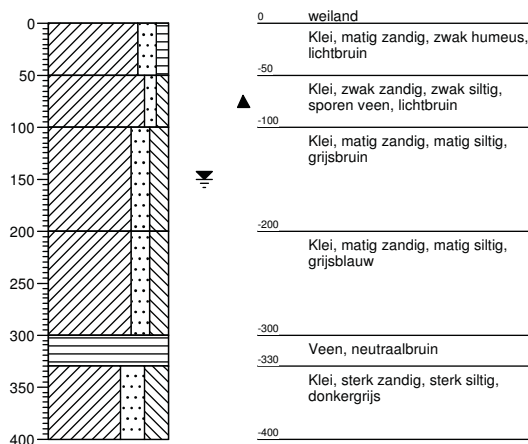 0
50
100
150
200
250
300
350
400
0 weiland
Klei, matig zandig, zwak humeus,
lichtbruin
-50
Klei, zwak zandig, zwak siltig,
sporen veen, lichtbruin
-100
Klei, matig zandig, matig siltig,
grijsbruin
-200
Klei, matig zandig, matig siltig,
grijsblauw
-300
Veen, neutraalbruin
-330
Klei, sterk zandig, sterk siltig,
donkergrijs
-400